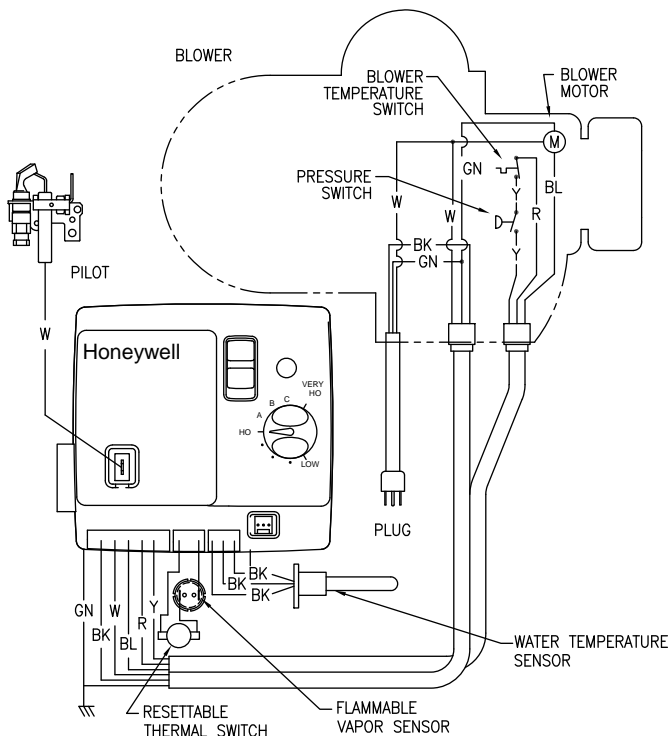 BLOWER
BLOWER
TEMPERATURE
SWITCH
BLOWER
MOTOR
M
GN
PRESSURE
SWITCH
W
W
Y
R
BL
Y
BK
GN
PILOT
W
Honeywell
VERY
HO
C
B
A
HO
LOW
PLUG
BK
BK
BK
GN
BK
W
BL
R
Y
WATER TEMPERATURE
SENSOR
RESETTABLE
THERMAL SWITCH
FLAMMABLE
VAPOR SENSOR